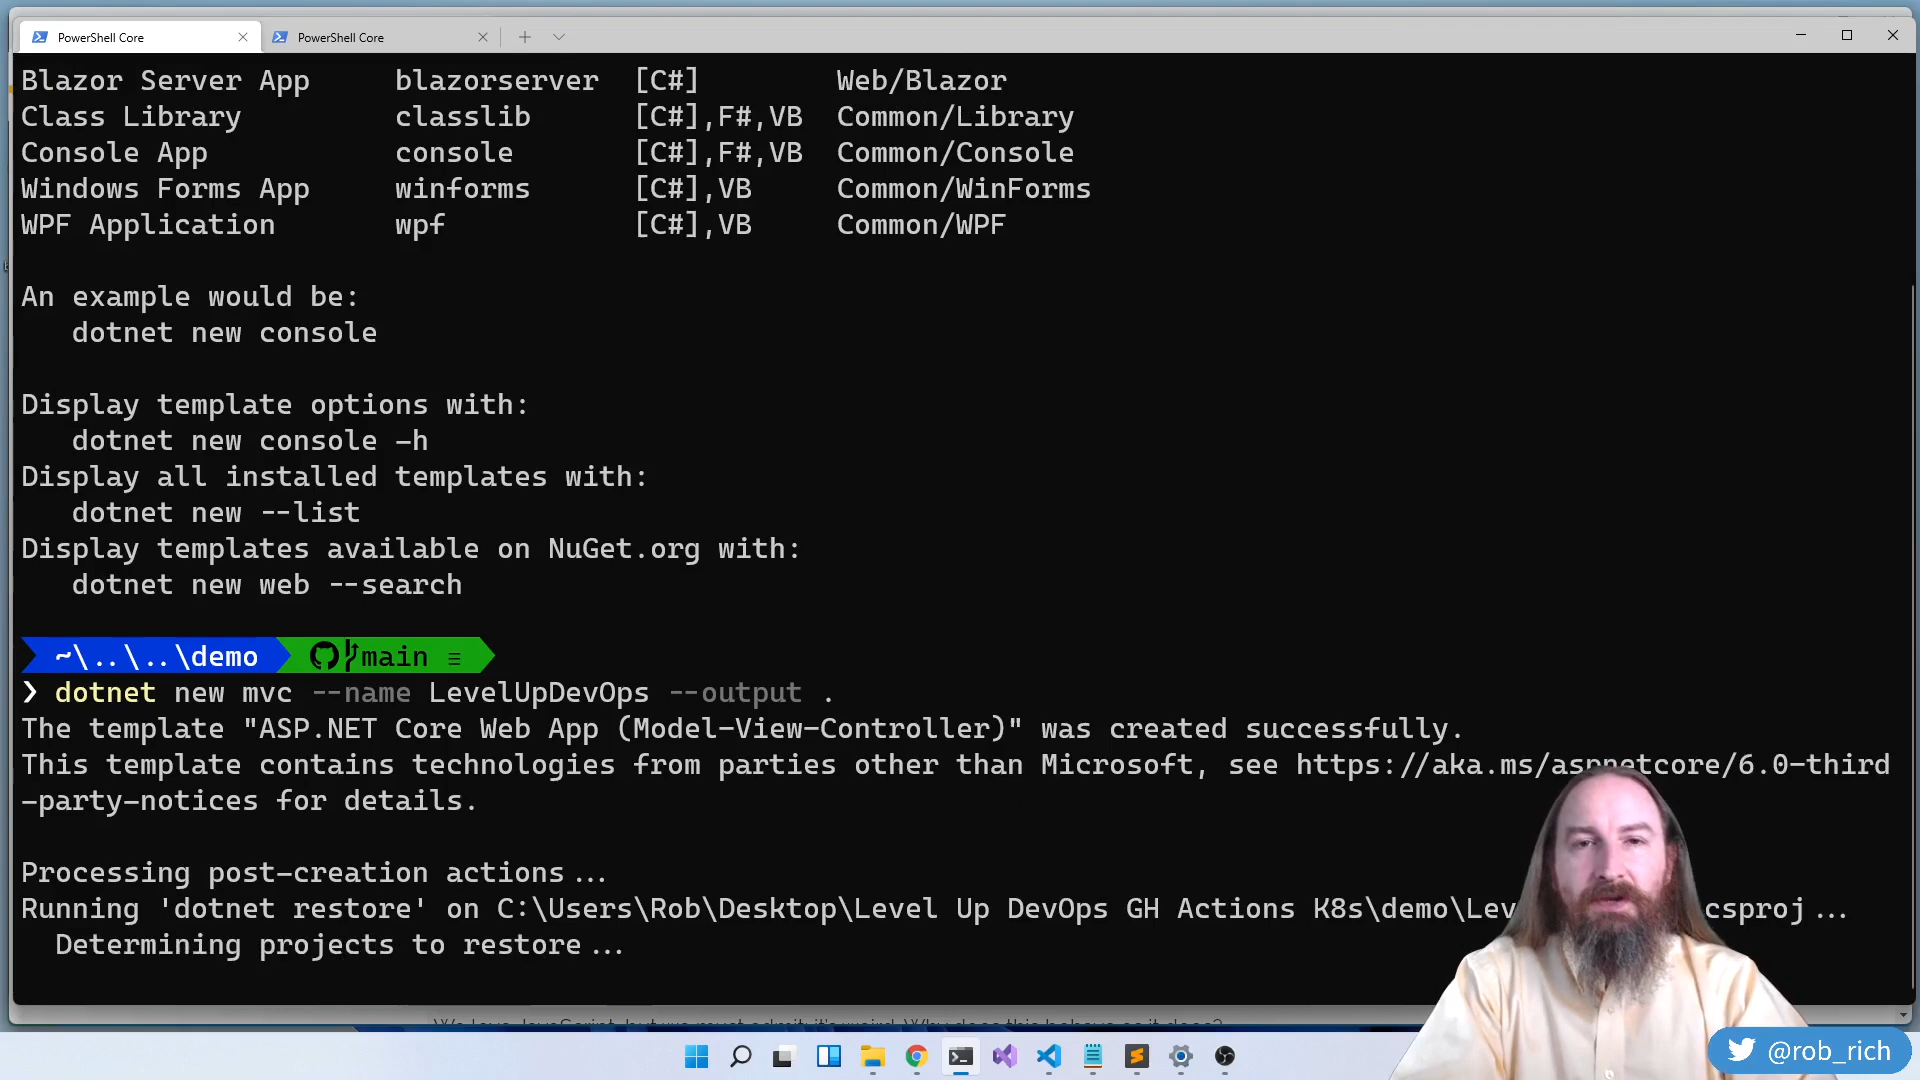 PowerShell Core
PowerShell Core
Blazor Server App blazorserver [C#] Web/Blazor
Class Library classlib [C#],F#,VB Common/Library
Console App console [C#],F#,VB Common/Console
Windows Forms App winforms [C#],VB Common/WinForms
WPF Application wpf [C#],VB Common/WPF
An example would be:
dotnet new console
Display template options with:
dotnet new console -h
Display all installed templates with:
dotnet new --list
Display templates available on NuGet.org with:
dotnet new web --search
~\..\..\demo main ≡
❯ dotnet new mvc --name LevelUpDevOps --output .
The template "ASP.NET Core Web App (Model-View-Controller)" was created successfully.
This template contains technologies from parties other than Microsoft, see https://aka.ms/aspnetcore/6.0-third
-party-notices for details.
Processing post-creation actions...
Running 'dotnet restore' on C:\Users\Rob\Desktop\Level Up DevOps GH Actions K8s\demo\Lev csproj...
Determining projects to restore...
@rob_rich